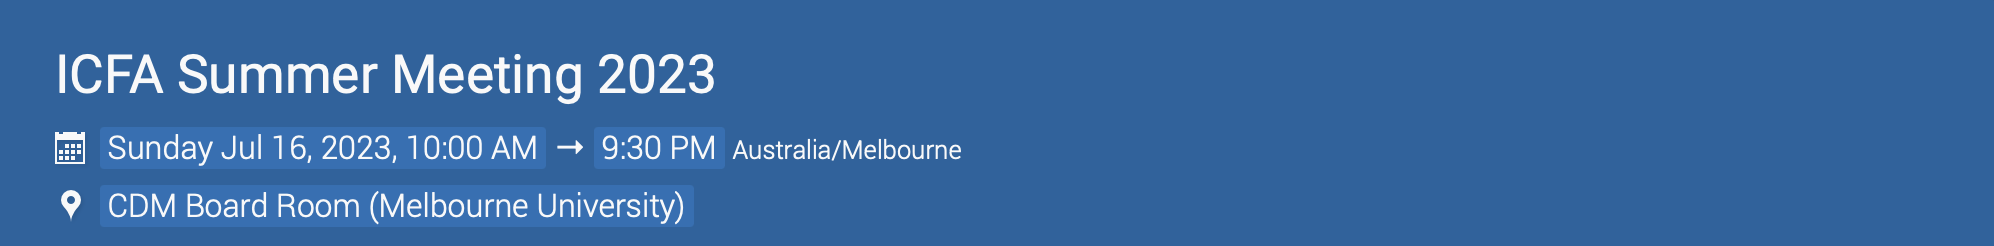 ICFA Summer Meeting 2023
Sunday Jul 16, 2023, 10:00 AM → 9:30 PM Australia/Melbourne
CDM Board Room (Melbourne University)